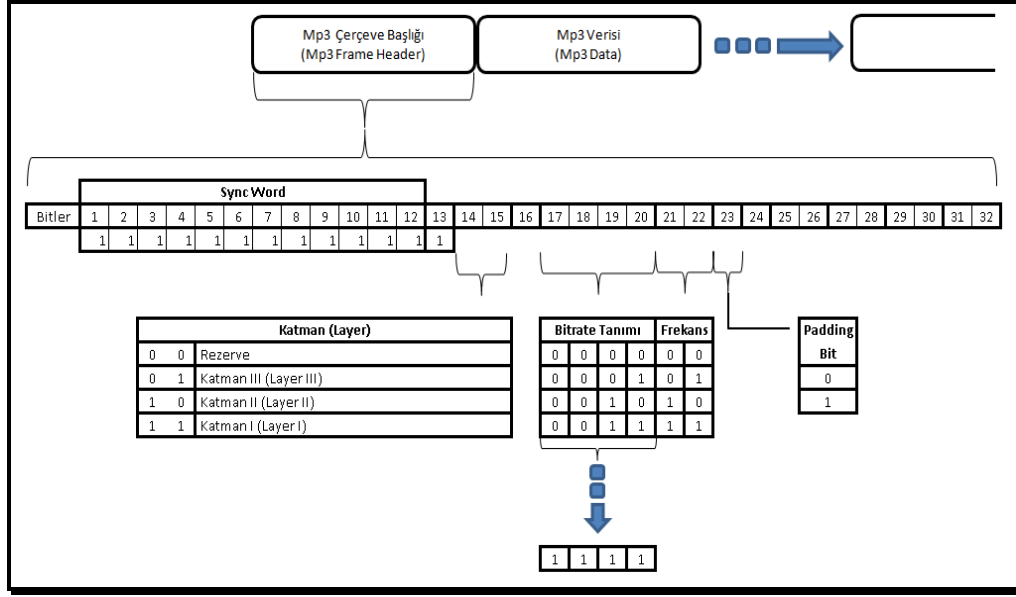 Mp3 Çerçeve Başlığı
(Mp3 Frame Header)
Mp3 Verisi
(Mp3 Data)
Sync Word
Bitler 1 2 3 4 5 6 7 8 9 10 11 12 13 14 15 16 17 18 19 20 21 22 23 24 25 26 27 28 29 30 31 32
1 1 1 1 1 1 1 1 1 1 1 1 1
Katman (Layer)
0 0 Rezerve
0 1 Katman III (Layer III)
1 0 Katman II (Layer II)
1 1 Katman I (Layer I)
Bitrate Tanımı Frekans
0 0 0 0 0 0
0 0 0 1 0 1
0 0 1 0 1 0
0 0 1 1 1 1
1 1 1 1
Padding
Bit
0
1